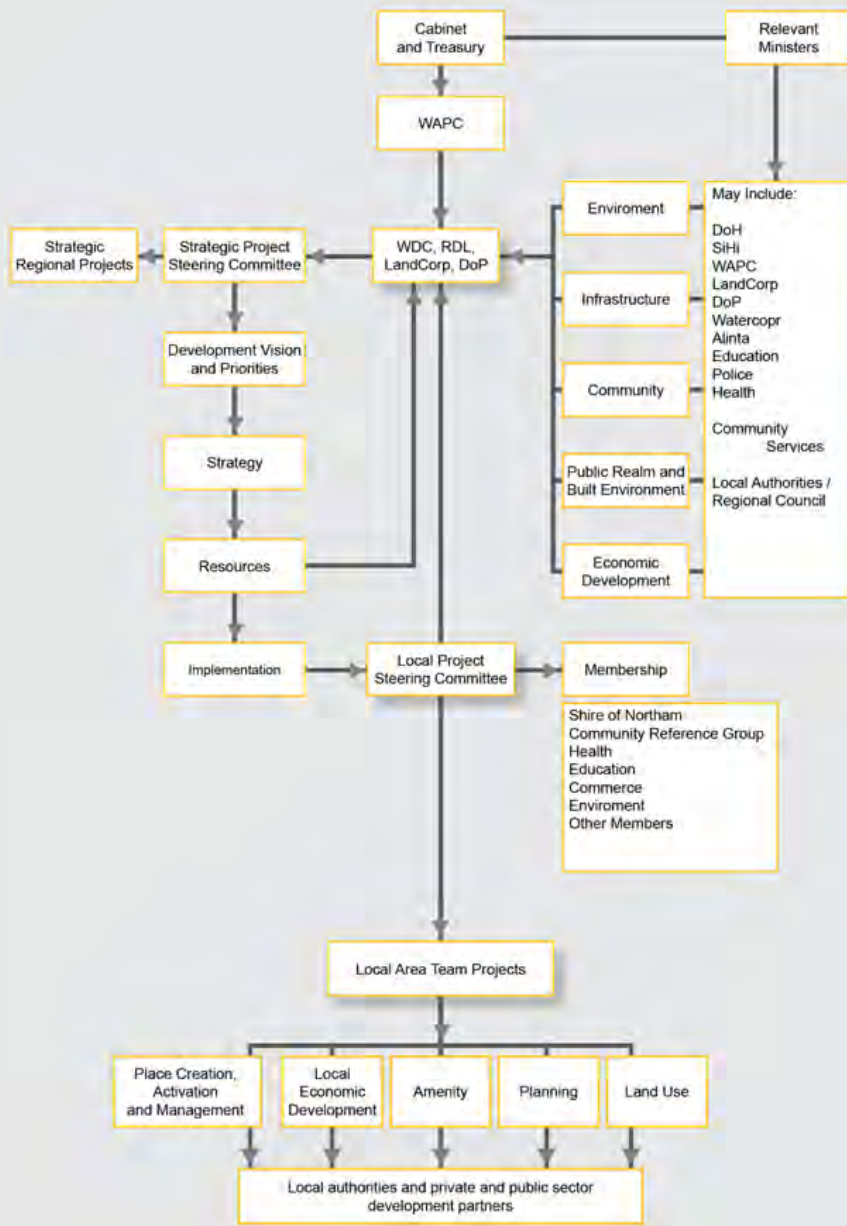 Cabinet
and Treasury
Relevant
Ministers
WAPC
Strategic
Regional Projects
Strategic Project
Steering Committee
WDC, RDL,
LandCorp, DoP
Enviroment
Infrastructure
Community
Public Realm and
Built Environment
Economic
Development
May Include:
DoH
SiHi
WAPC
LandCorp
DoP
Watercopr
Alinta
Education
Police
Health
Community
Services
Local Authorities /
Regional Council
Development Vision
and Priorities
Strategy
Resources
Implementation
Local Project
Steering Committee
Membership
Shire of Northam
Community Reference Group
Health
Education
Commerce
Enviroment
Other Members
Local Area Team Projects
Place Creation,
Activation
and Management
Local
Economic
Development
Amenity
Planning
Land Use
Local authorities and private and public sector
development partners